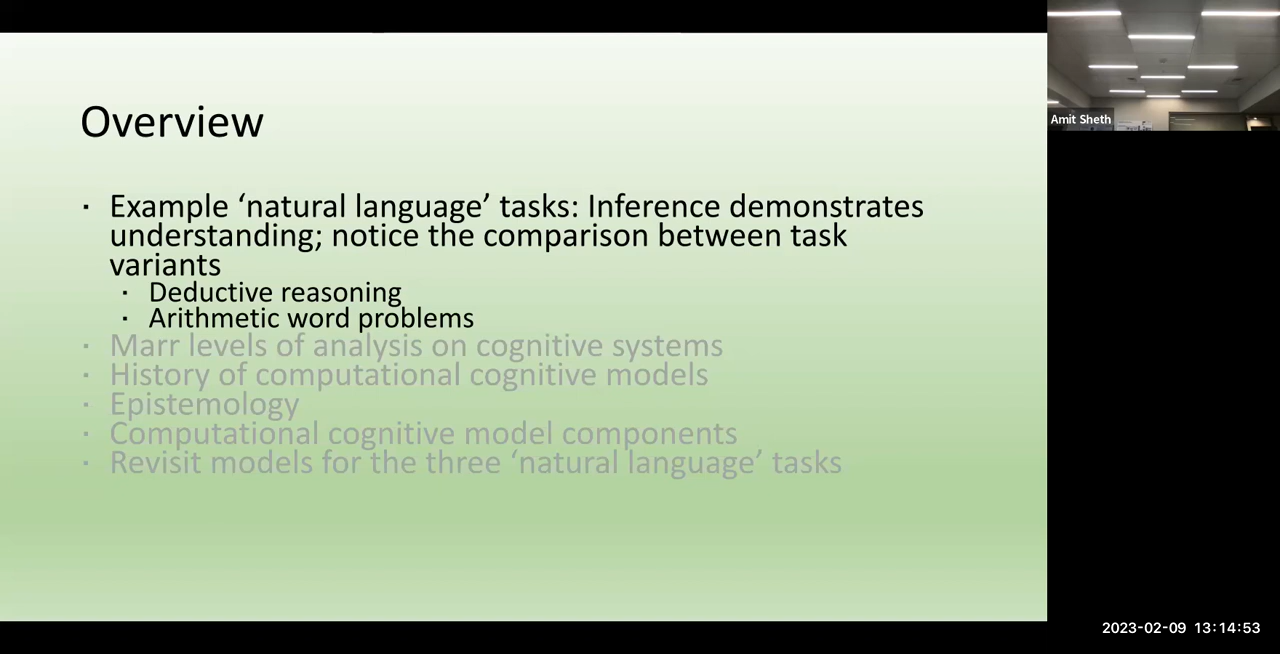 Overview
· Example ‘natural language’ tasks: Inference demonstrates
understanding; notice the comparison between task
variants
· Deductive reasoning
· Arithmetic word problems
· Marr levels of analysis on cognitive systems
· History of computational cognitive models
· Epistemology
· Computational cognitive model components
· Revisit models for the three ‘natural language’ tasks
Amit Sheth
2023-02-09 13:14:53